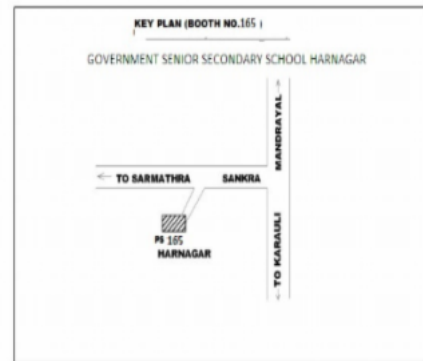 KEY PLAN (BOOTH NO.165 )
GOVERNMENT SENIOR SECONDARY SCHOOL HARNAGAR
MANDRAYAL
← TO SARMATHRA SANKRA
PS 165
HARNAGAR
← TO KARAULI